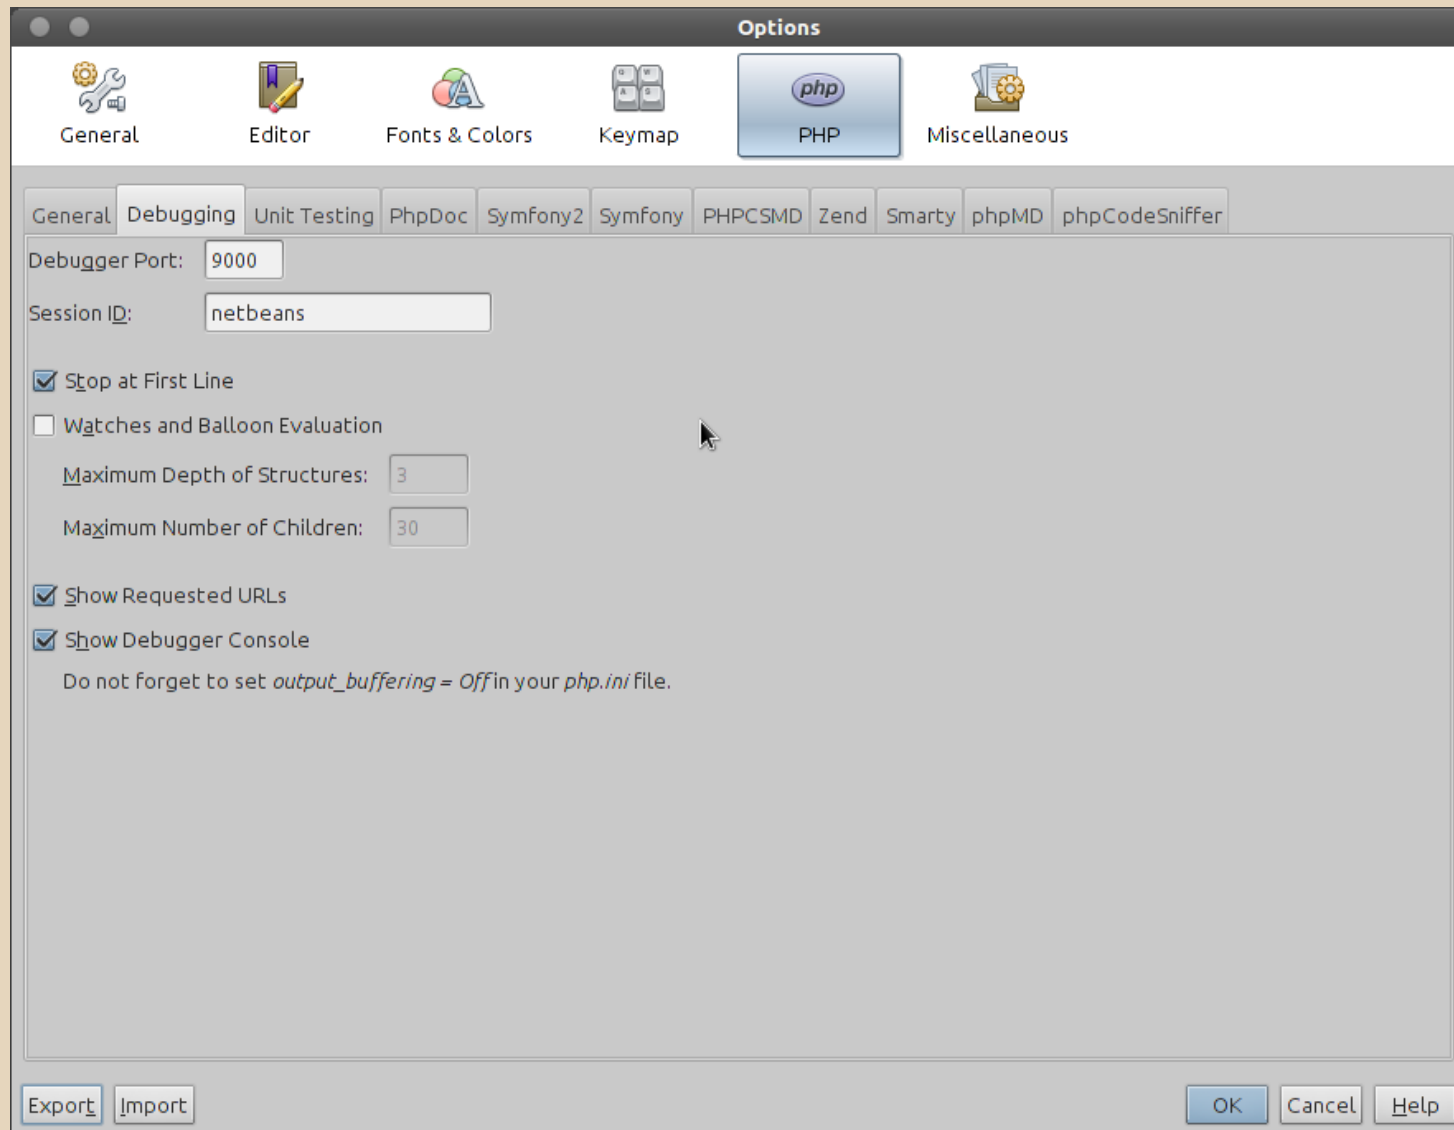 Options
php
General Editor Fonts & Colors Keymap PHP Miscellaneous
General Debugging Unit Testing PhpDoc Symfony2 Symfony PHPCSMD Zend Smarty phpMD phpCodeSniffer
Debugger Port: 9000
Session ID: netbeans
Stop at First Line
Watches and Balloon Evaluation
Maximum Depth of Structures: 3
Maximum Number of Children: 30
Show Requested URLs
Show Debugger Console
Do not forget to set output_buffering = Off in your php.ini file.
Export Import OK Cancel Help